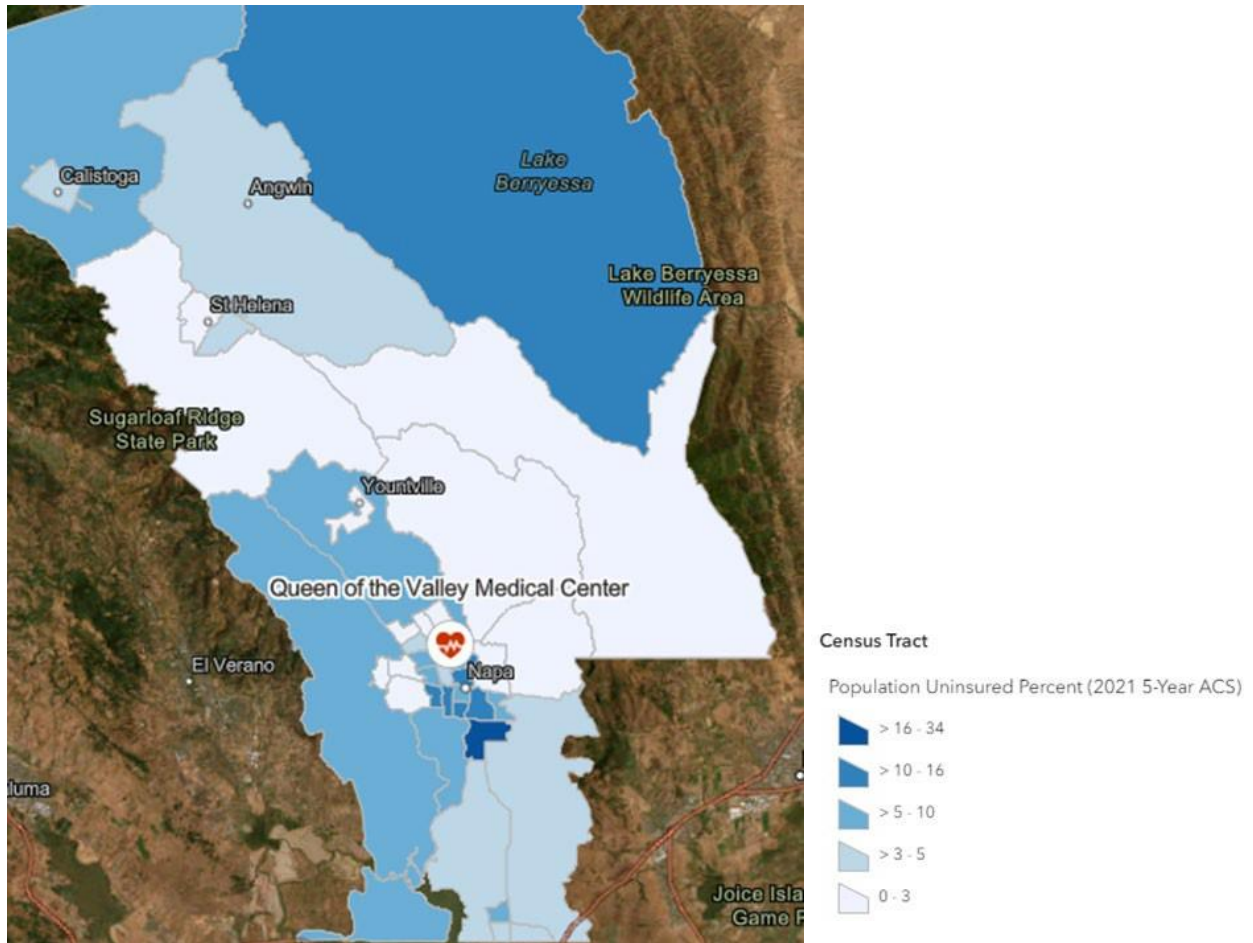 Lake
Berryessa
Calistoga
Angwin
Lake Berryessa
Wildlife Area
St Helena
Sugarloaf Ridge
State Park
Yountville
Queen of the Valley Medical Center
El Verano
Napa
luma
Joice Isla
Game R
Census Tract
Population Uninsured Percent (2021 5-Year ACS)
> 16 - 34
> 10 - 16
> 5 - 10
> 3 - 5
0 - 3